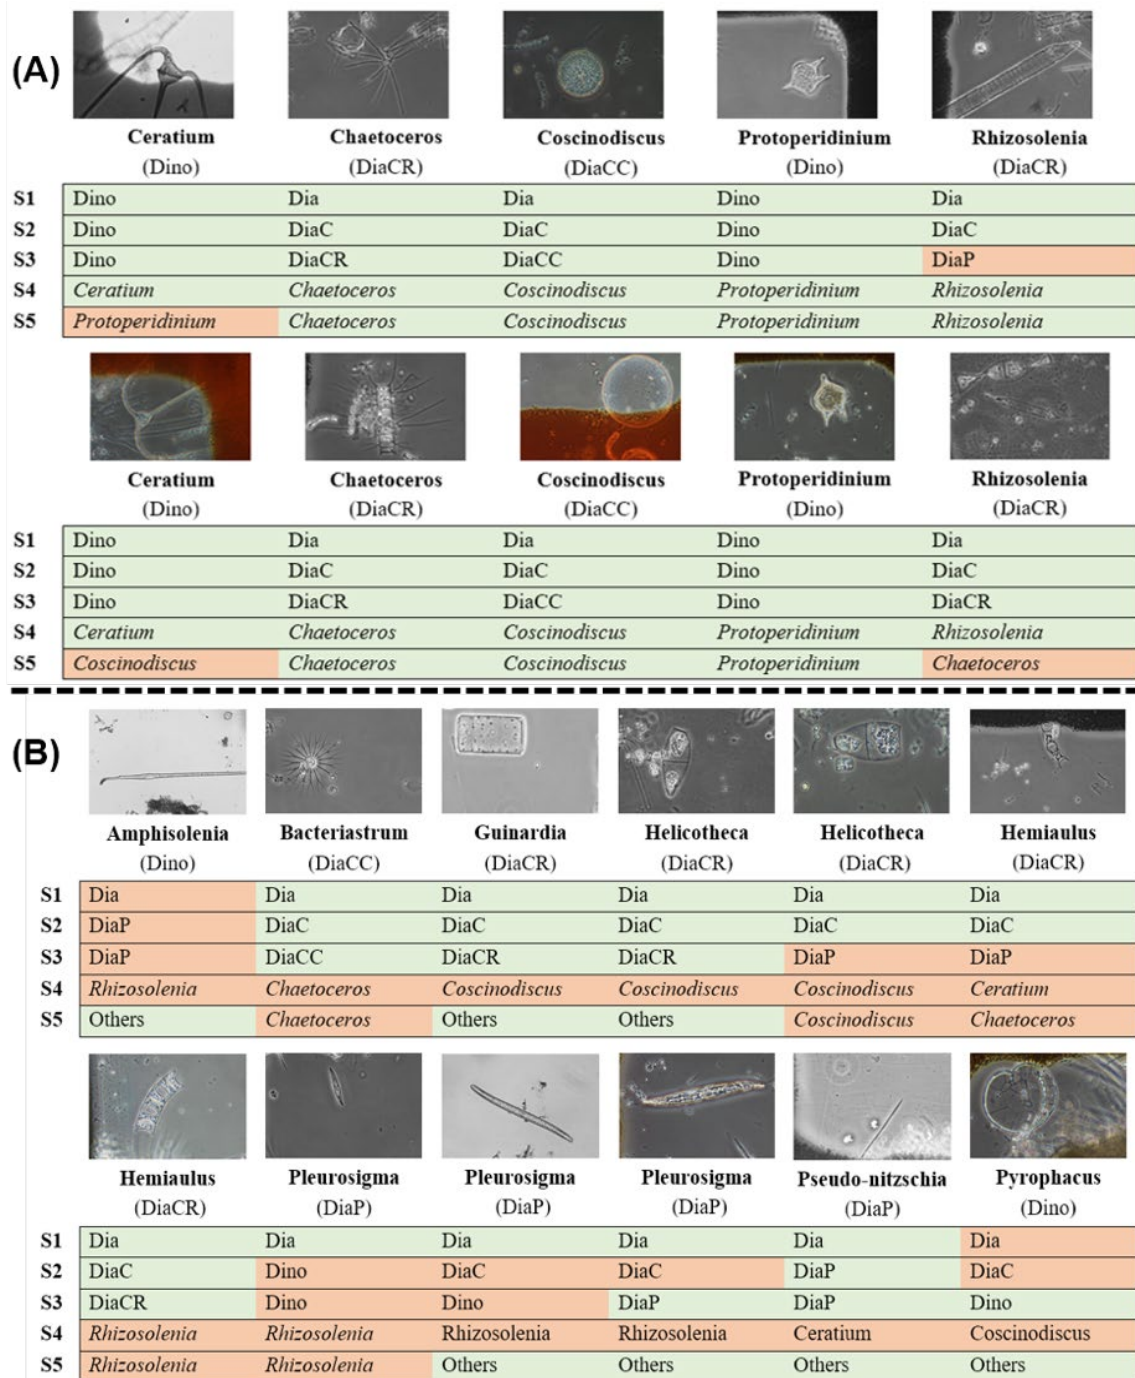 (A)
Ceratium Chaetoceros Coscinodiscus Protoperidinium Rhizosolenia
(Dino) (DiaCR) (DiaCC) (Dino) (DiaCR)
S1 Dino Dia Dia Dino Dia
S2 Dino DiaC DiaC Dino DiaC
S3 Dino DiaCR DiaCC Dino DiaP
S4 Ceratium Chaetoceros Coscinodiscus Protoperidinium Rhizosolenia
S5 Protoperidinium Chaetoceros Coscinodiscus Protoperidinium Rhizosolenia
Ceratium Chaetoceros Coscinodiscus Protoperidinium Rhizosolenia
(Dino) (DiaCR) (DiaCC) (Dino) (DiaCR)
S1 Dino Dia Dia Dino Dia
S2 Dino DiaC DiaC Dino DiaC
S3 Dino DiaCR DiaCC Dino DiaCR
S4 Ceratium Chaetoceros Coscinodiscus Protoperidinium Rhizosolenia
S5 Coscinodiscus Chaetoceros Coscinodiscus Protoperidinium Chaetoceros
(B)
Amphisolenia Bacteriastrum Guinardia Helicotheca Helicotheca Hemiaulus
(Dino) (DiaCC) (DiaCR) (DiaCR) (DiaCR) (DiaCR)
S1 Dia Dia Dia Dia Dia Dia
S2 DiaP DiaC DiaC DiaC DiaC DiaC
S3 DiaP DiaCC DiaCR DiaCR DiaP DiaP
S4 Rhizosolenia Chaetoceros Coscinodiscus Coscinodiscus Coscinodiscus Ceratium
S5 Others Chaetoceros Others Others Coscinodiscus Chaetoceros
Hemiaulus Pleurosigma Pleurosigma Pleurosigma Pseudo-nitzschia Pyrophacus
(DiaCR) (DiaP) (DiaP) (DiaP) (DiaP) (Dino)
S1 Dia Dia Dia Dia Dia Dia
S2 DiaC Dino DiaC DiaC DiaP DiaC
S3 DiaCR Dino Dino DiaP DiaP Dino
S4 Rhizosolenia Rhizosolenia Rhizosolenia Rhizosolenia Ceratium Coscinodiscus
S5 Rhizosolenia Rhizosolenia Others Others Others Others